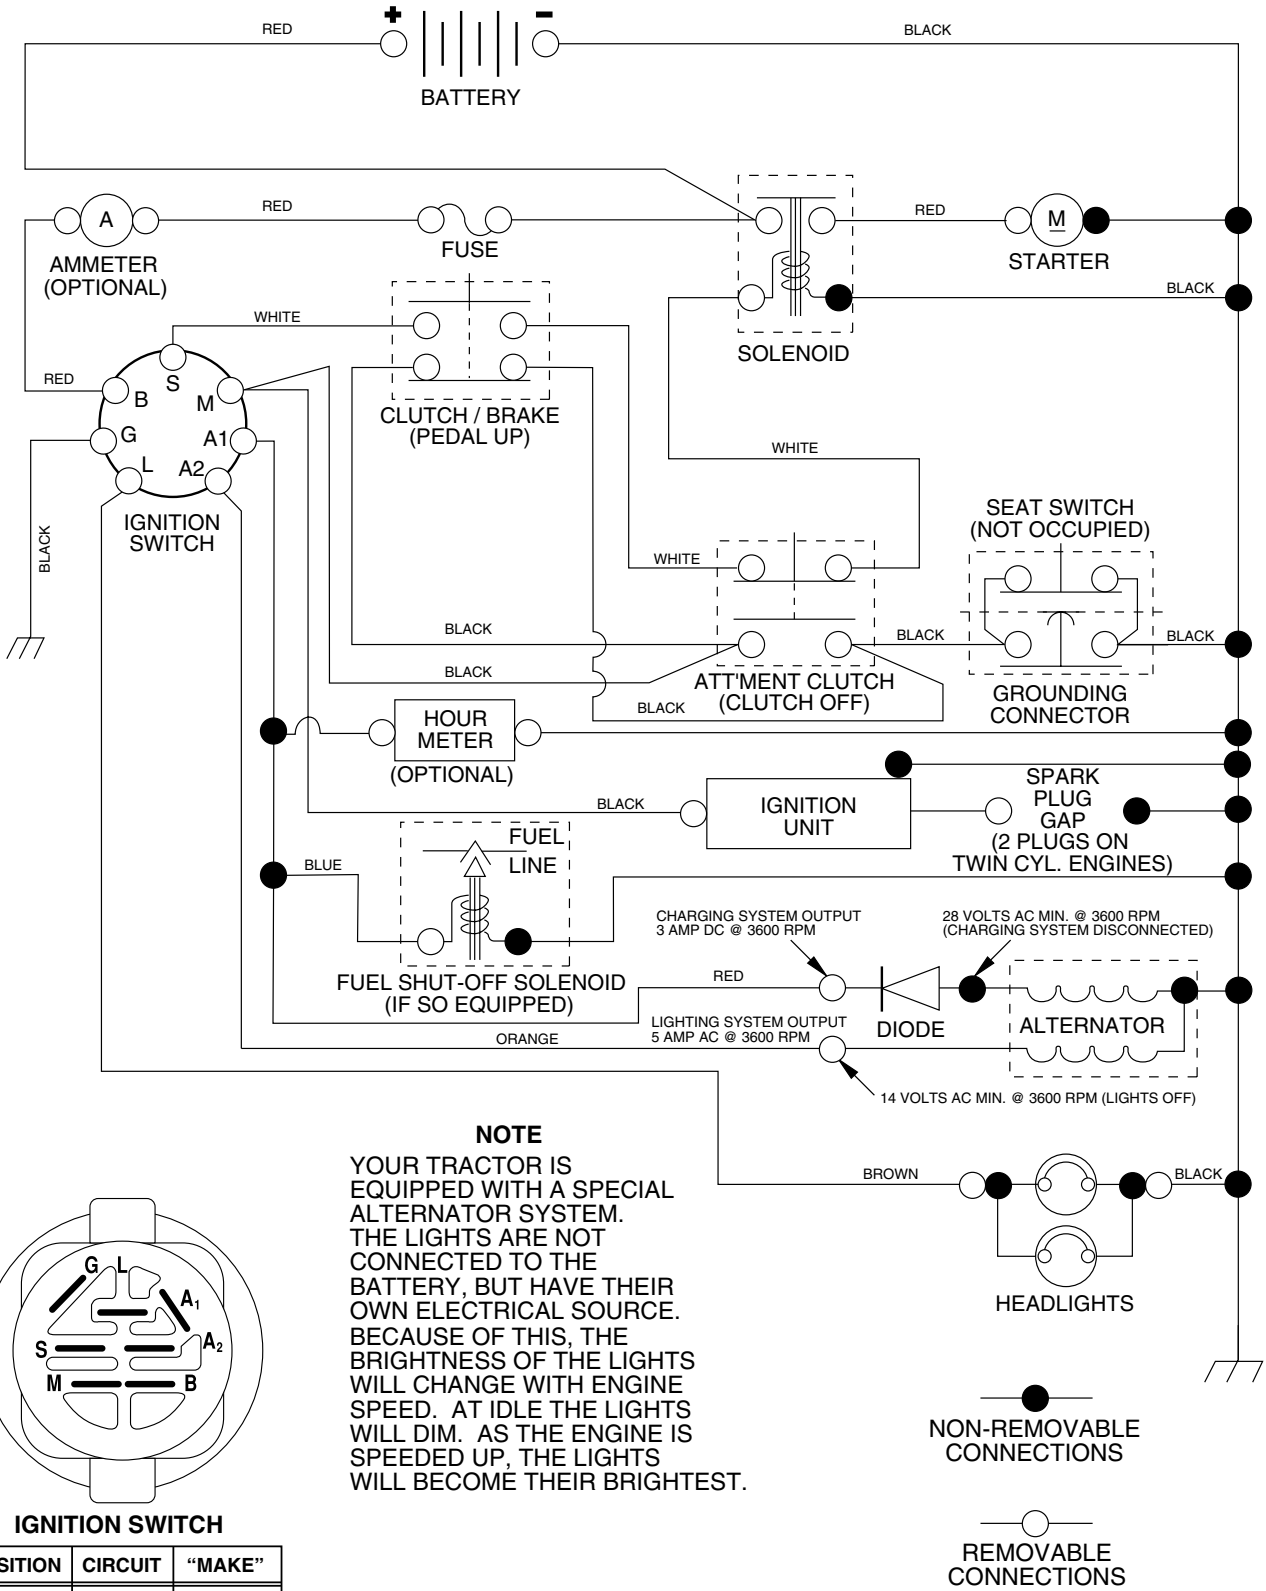 + −
RED
BLACK
BATTERY
RED
RED
A
M
FUSE
AMMETER
(OPTIONAL)
STARTER
BLACK
WHITE
SOLENOID
RED
S
B
M
CLUTCH / BRAKE
(PEDAL UP)
G
A1
L
A2
WHITE
IGNITION
SWITCH
BLACK
SEAT SWITCH
(NOT OCCUPIED)
WHITE
BLACK
BLACK
BLACK
BLACK
ATT'MENT CLUTCH
(CLUTCH OFF)
GROUNDING
CONNECTOR
BLACK
HOUR
METER
(OPTIONAL)
SPARK
PLUG
GAP
(2 PLUGS ON
TWIN CYL. ENGINES)
BLACK
IGNITION
UNIT
FUEL
LINE
BLUE
CHARGING SYSTEM OUTPUT
3 AMP DC @ 3600 RPM
28 VOLTS AC MIN. @ 3600 RPM
(CHARGING SYSTEM DISCONNECTED)
FUEL SHUT-OFF SOLENOID
(IF SO EQUIPPED)
RED
DIODE
ALTERNATOR
LIGHTING SYSTEM OUTPUT
5 AMP AC @ 3600 RPM
ORANGE
14 VOLTS AC MIN. @ 3600 RPM (LIGHTS OFF)
NOTE
YOUR TRACTOR IS
EQUIPPED WITH A SPECIAL
ALTERNATOR SYSTEM.
THE LIGHTS ARE NOT
CONNECTED TO THE
BATTERY, BUT HAVE THEIR
OWN ELECTRICAL SOURCE.
BECAUSE OF THIS, THE
BRIGHTNESS OF THE LIGHTS
WILL CHANGE WITH ENGINE
SPEED. AT IDLE THE LIGHTS
WILL DIM. AS THE ENGINE IS
SPEEDED UP, THE LIGHTS
WILL BECOME THEIR BRIGHTEST.
BROWN
BLACK
HEADLIGHTS
G L
A1
S
A2
M
B
NON-REMOVABLE
CONNECTIONS
IGNITION SWITCH
REMOVABLE
CONNECTIONS
SITION CIRCUIT “MAKE”